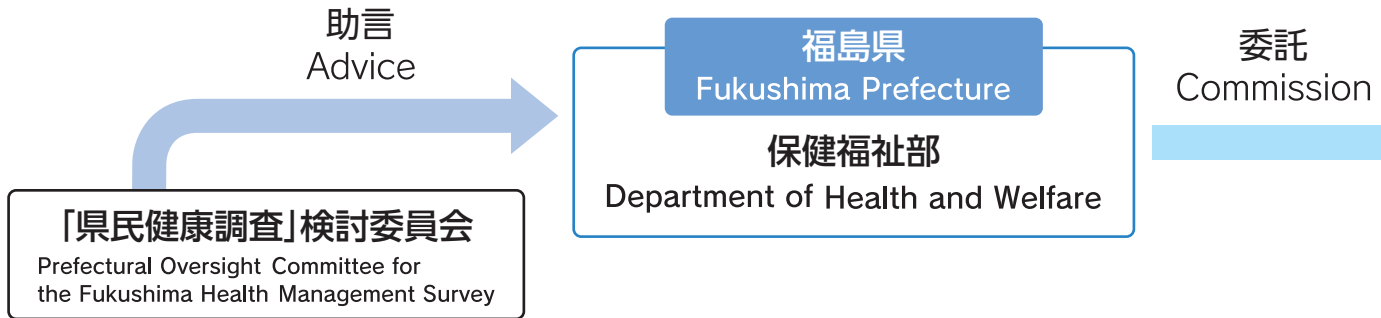 助言
Advice
福島県
Fukushima Prefecture
保健福祉部
Department of Health and Welfare
委託
Commission
「県民健康調査」検討委員会
Prefectural Oversight Committee for
the Fukushima Health Management Survey